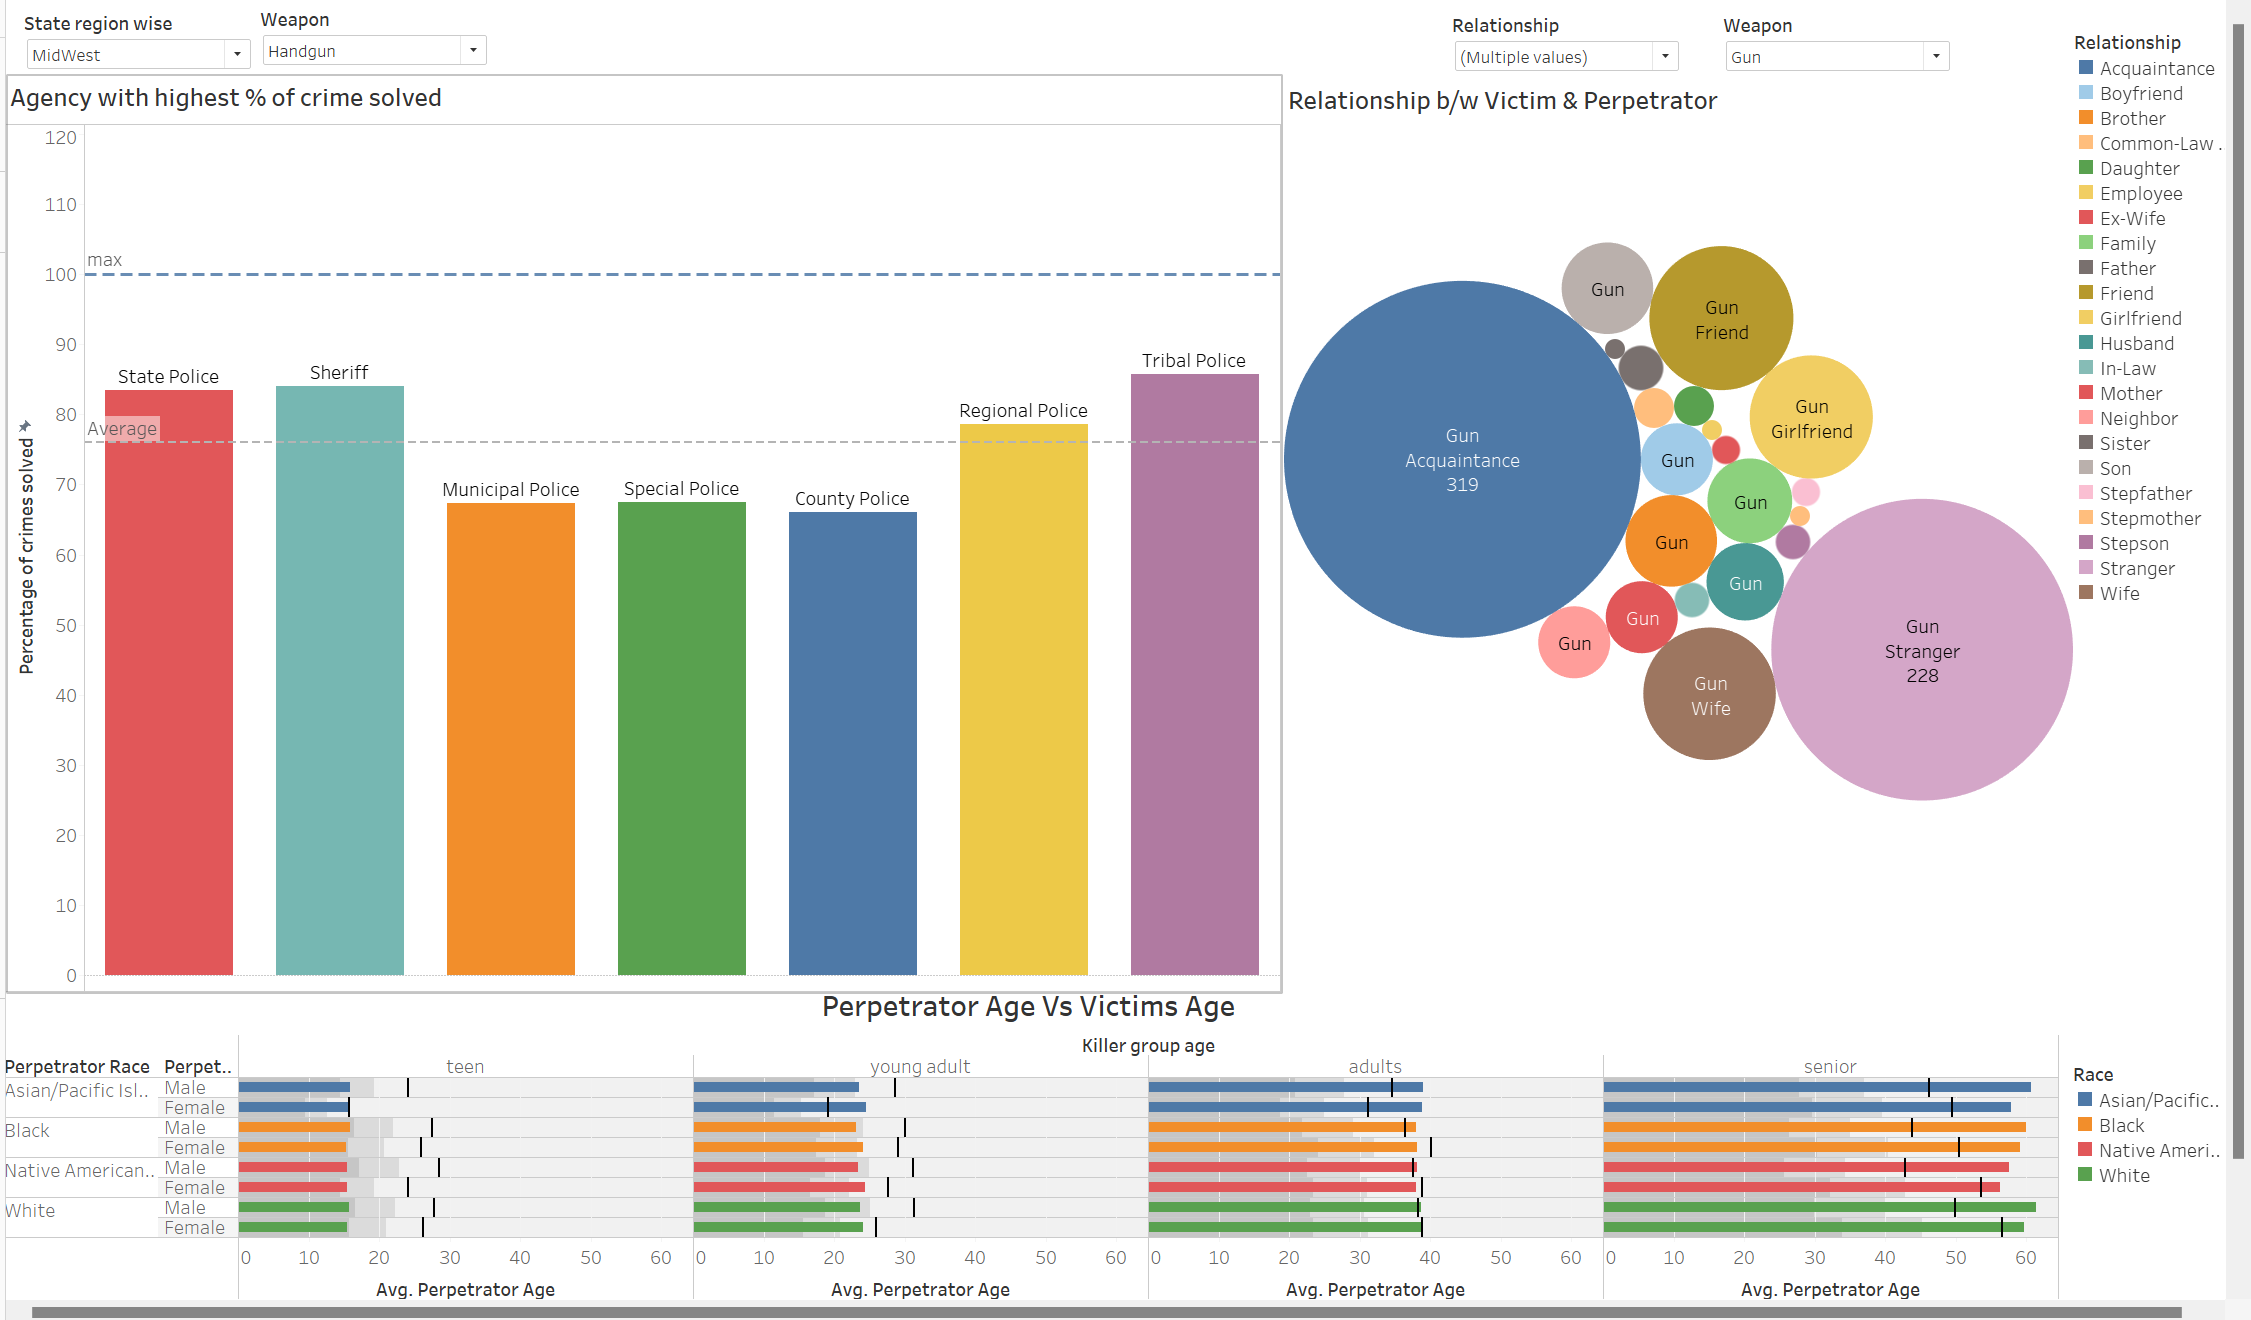 State region wise
MidWest
Weapon
Handgun
Relationship
(Multiple values)
Weapon
Gun
Agency with highest % of crime solved
120
110
100
90
80
70
60
50
40
30
20
10
0
Percentage of crimes solved
max
Average
State Police
Sheriff
Municipal Police
Special Police
County Police
Regional Police
Tribal Police
Relationship b/w Victim & Perpetrator
Gun
Gun
Friend
Gun
Girlfriend
Gun
Acquaintance
319
Gun
Gun
Gun
Gun
Gun
Gun
Gun
Wife
Gun
Stranger
228
Relationship
Acquaintance
Boyfriend
Brother
Common-Law .
Daughter
Employee
Ex-Wife
Family
Father
Friend
Girlfriend
Husband
In-Law
Mother
Neighbor
Sister
Son
Stepfather
Stepmother
Stepson
Stranger
Wife
Perpetrator Age Vs Victims Age
Killer group age
Perpetrator Race Perpet.. teen young adult adults senior
Asian/Pacific Isl.. Male
Female
Black Male
Female
Native American.. Male
Female
White Male
Female
0 10 20 30 40 50 60 0 10 20 30 40 50 60 0 10 20 30 40 50 60 0 10 20 30 40 50 60
Avg. Perpetrator Age Avg. Perpetrator Age Avg. Perpetrator Age Avg. Perpetrator Age
Race
Asian/Pacific..
Black
Native Ameri..
White